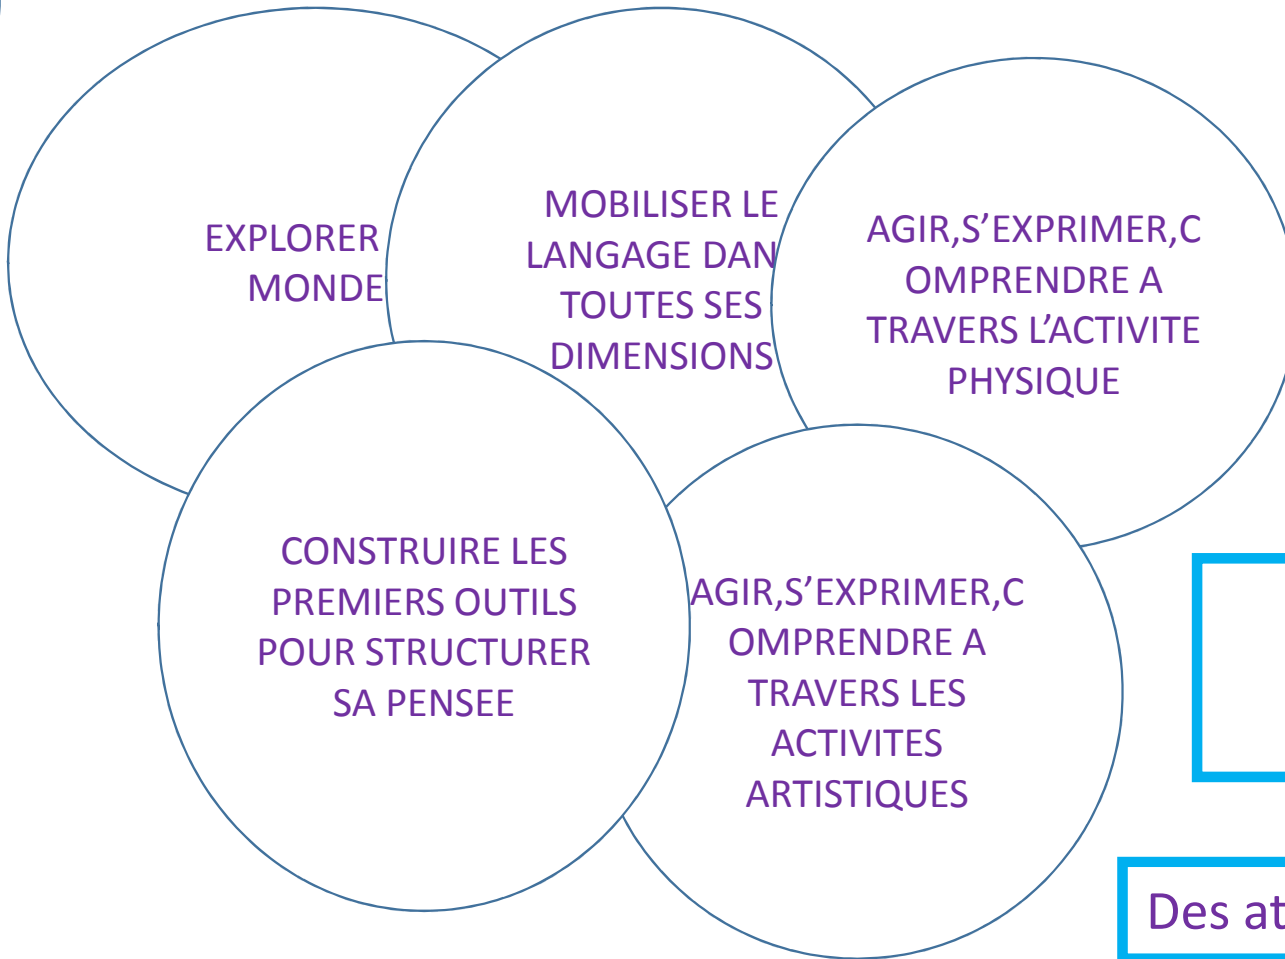 EXPLORER
MONDE
MOBILISER LE
LANGAGE DAN
TOUTES SES
DIMENSIONS
AGIR,S’EXPRIMER,C
OMPRENDRE A
TRAVERS L’ACTIVITE
PHYSIQUE
CONSTRUIRE LES
PREMIERS OUTILS
POUR STRUCTURER
SA PENSEE
AGIR,S’EXPRIMER,C
OMPRENDRE A
TRAVERS LES
ACTIVITES
ARTISTIQUES
Des at